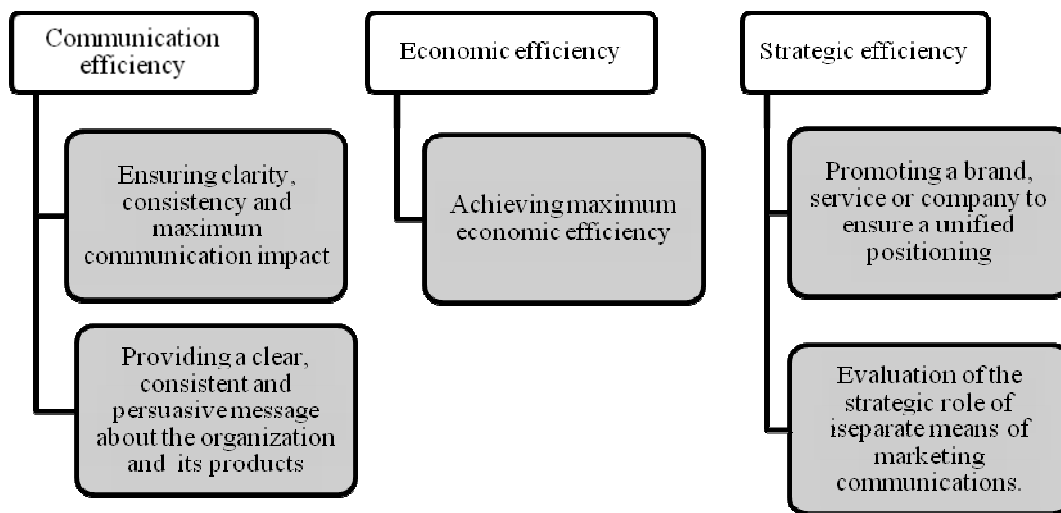 Communication
efficiency
Ensuring clarity,
consistency and
maximum
communication impact
Providing a clear,
consistent and
persuasive message
about the organization
and its products
Economic efficiency
Achieving maximum
economic efficiency
Strategic efficiency
Promoting a brand,
service or company to
ensure a unified
positioning
Evaluation of the
strategic role of
iseparate means of
marketing
communications.